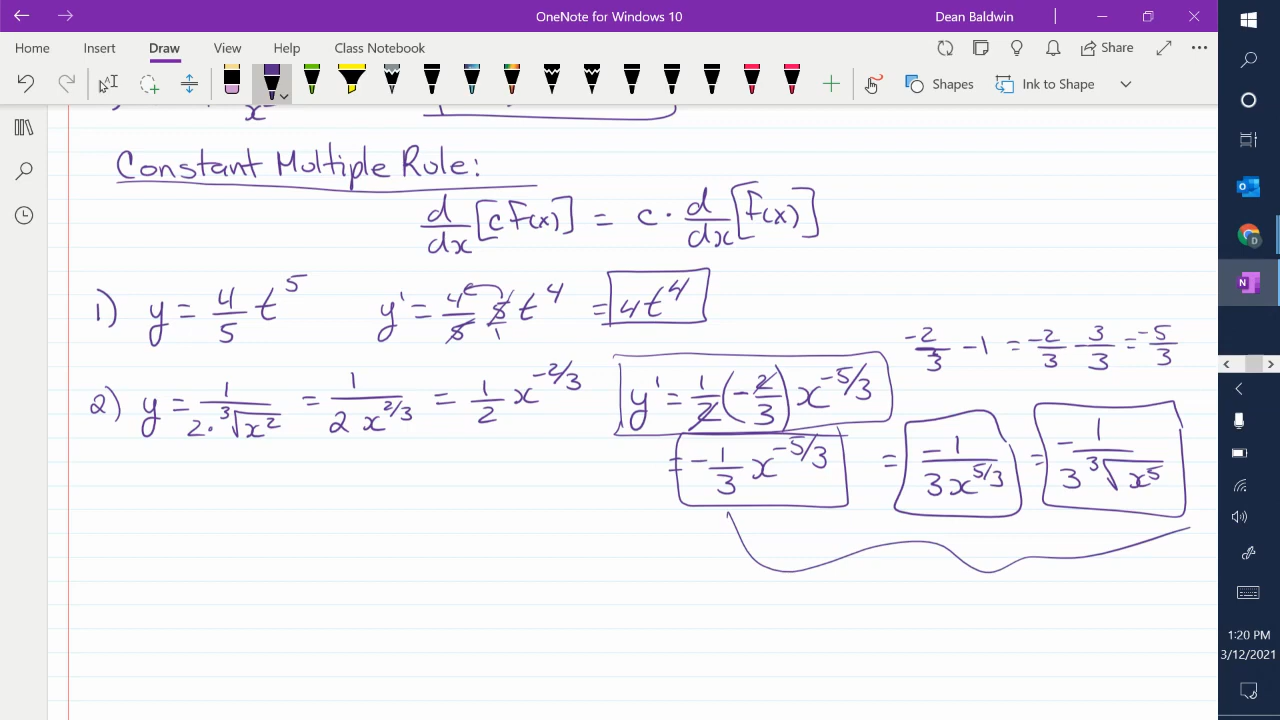 OneNote for Windows 10
Dean Baldwin
Home Insert Draw View Help Class Notebook
Share
Shapes Ink to Shape
x
Constant Multiple Rule:
d/dx [c f(x)] = c · d/dx [f(x)]
1) y = 4/5 t^5 y' = 4/5 · 5/1 t^4 = 4t^4
-2/3 - 1 = -2/3 - 3/3 = -5/3
2) y = 1/(2·∛x^2) = 1/(2x^(2/3)) = 1/2 x^(-2/3) y' = 1/2 (-2/3) x^(-5/3)
= -1/3 x^(-5/3) = -1/(3x^(5/3)) = -1/(3∛x^5)
1:20 PM
3/12/2021